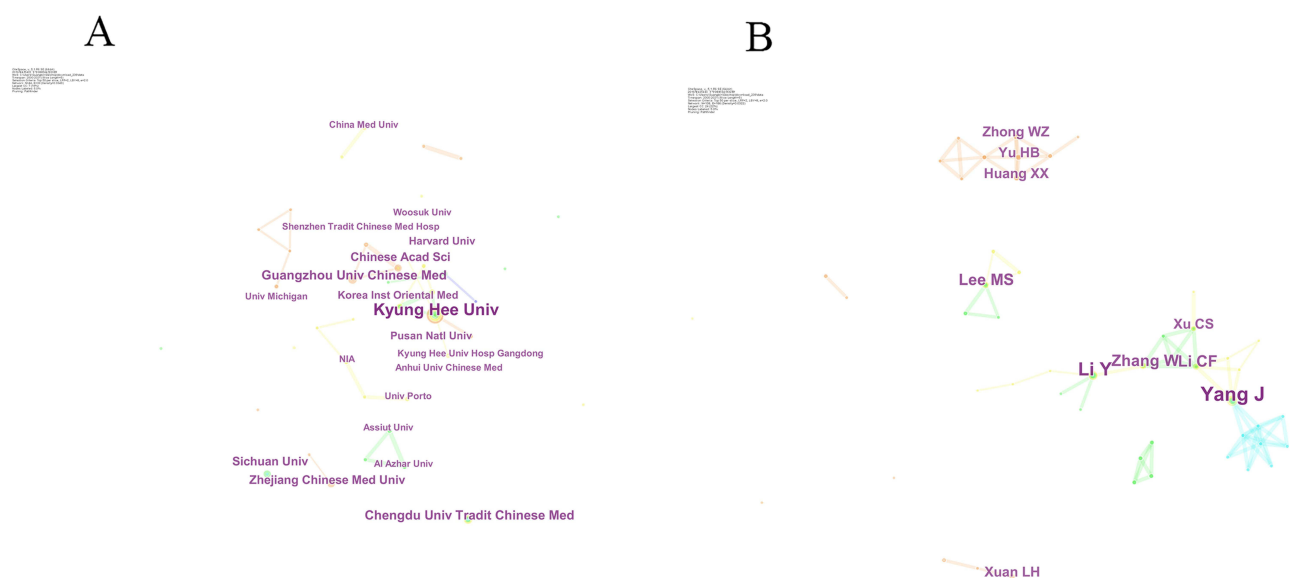 A
China Med Univ
Woosuk Univ
Shenzhen Tradit Chinese Med Hosp
Harvard Univ
Chinese Acad Sci
Guangzhou Univ Chinese Med
Univ Michigan
Korea Inst Oriental Med
Kyung Hee Univ
Pusan Natl Univ
Kyung Hee Univ Hosp Gangdong
NIA
Anhui Univ Chinese Med
Univ Porto
Assiut Univ
Sichuan Univ
Al Azhar Univ
Zhejiang Chinese Med Univ
Chengdu Univ Tradit Chinese Med
B
Zhong WZ
Yu HB
Huang XX
Lee MS
Xu CS
Li Y
Zhang W
Li CF
Yang J
Xuan LH